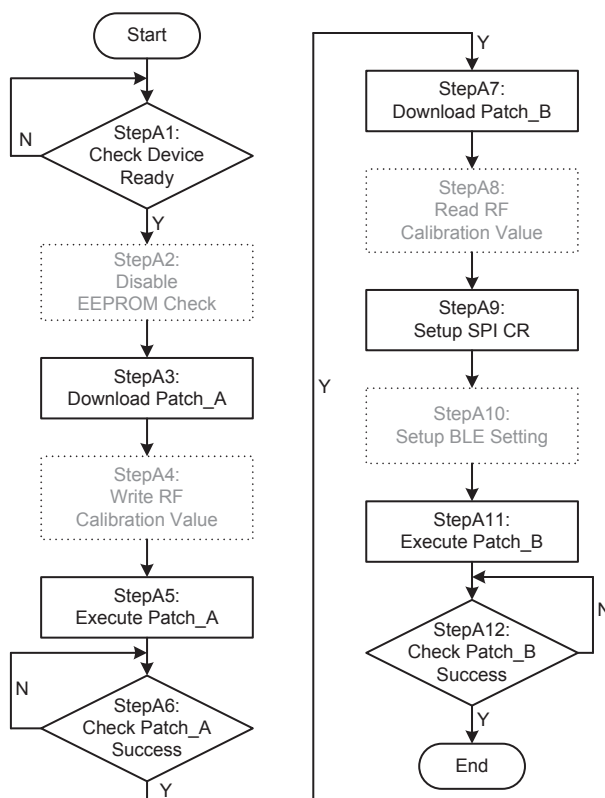 Start
N
StepA1:
Check Device
Ready
Y
StepA2:
Disable
EEPROM Check
StepA3:
Download Patch_A
StepA4:
Write RF
Calibration Value
StepA5:
Execute Patch_A
N
StepA6:
Check Patch_A
Success
Y
Y
Y
StepA7:
Download Patch_B
StepA8:
Read RF
Calibration Value
StepA9:
Setup SPI CR
StepA10:
Setup BLE Setting
StepA11:
Execute Patch_B
N
StepA12:
Check Patch_B
Success
Y
End